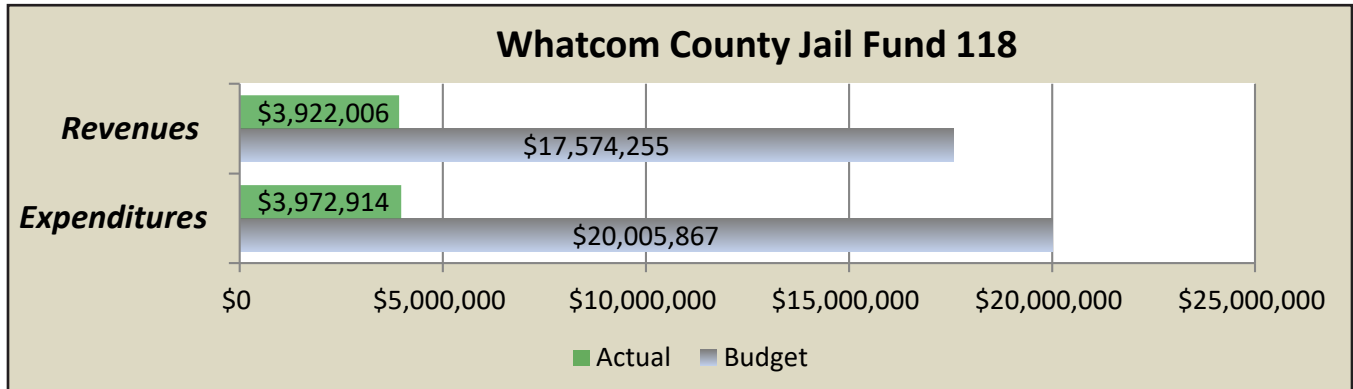 Whatcom County Jail Fund 118
Revenues
$3,922,006
$17,574,255
Expenditures
$3,972,914
$20,005,867
$0 $5,000,000 $10,000,000 $15,000,000 $20,000,000 $25,000,000
Actual Budget